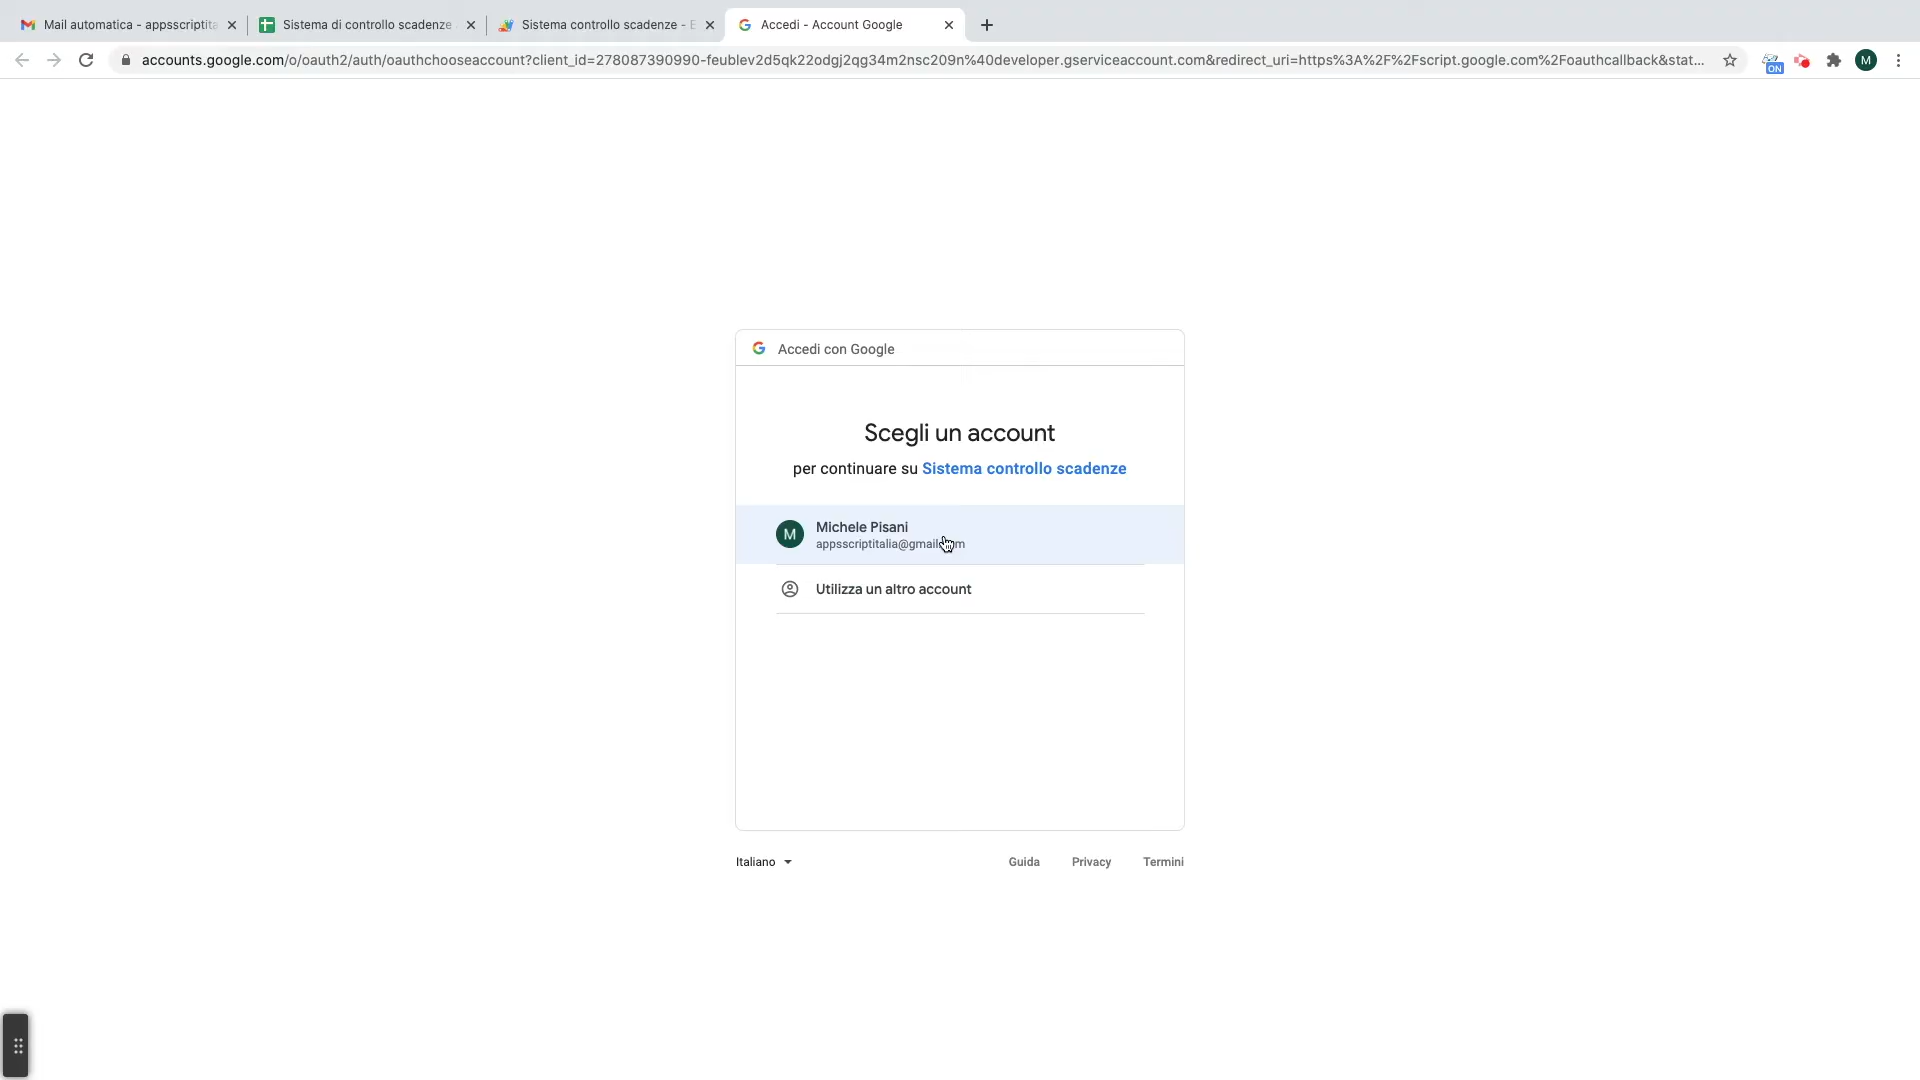 Mail automatica - appsscriptita
Sistema di controllo scadenze
Sistema controllo scadenze - E
Accedi - Account Google
accounts.google.com/o/oauth2/auth/oauthchooseaccount?client_id=278087390990-feublev2d5qk22odgj2qg34m2nsc209n%40developer.gserviceaccount.com&redirect_uri=https%3A%2F%2Fscript.google.com%2Foauthcallback&stat...
ON
M
Accedi con Google
Scegli un account
per continuare su Sistema controllo scadenze
M
Michele Pisani
appsscriptitalia@gmail
Utilizza un altro account
Italiano
Guida
Privacy
Termini